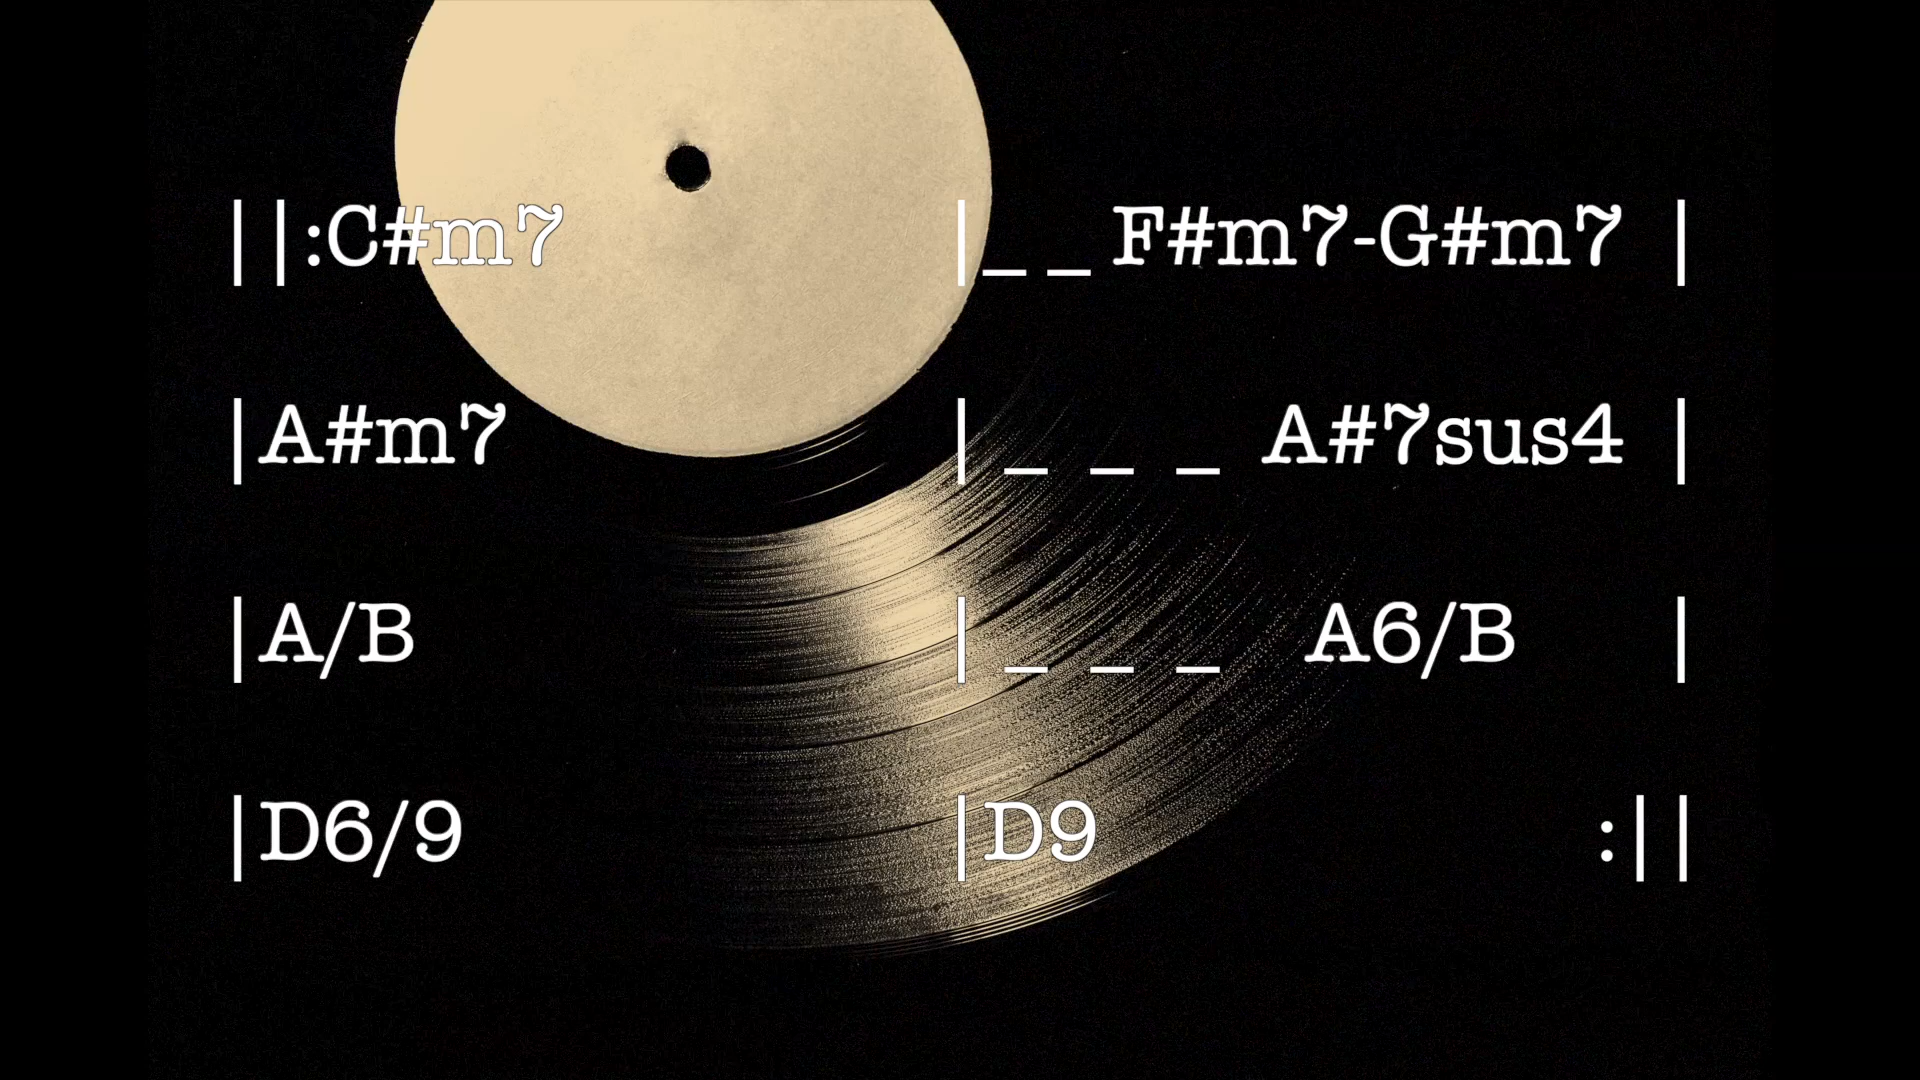 ||:C#m7 |_ _ F#m7-G#m7 |
|A#m7 |_ _ _ A#7sus4 |
|A/B |_ _ _ A6/B |
|D6/9 |D9 :||